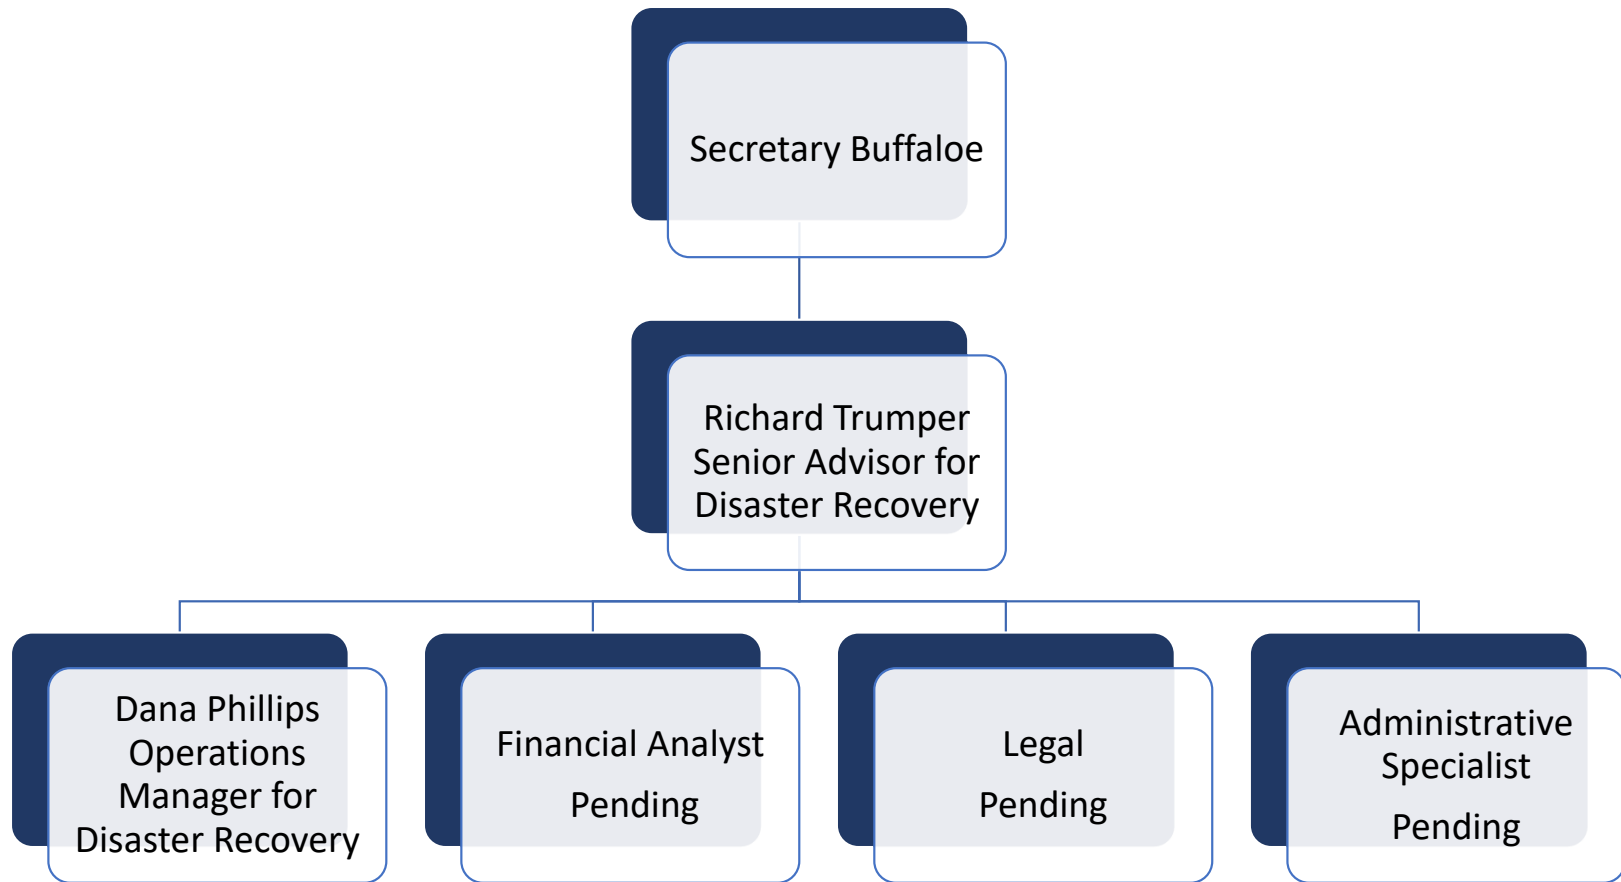 Secretary Buffaloe
Richard Trumper
Senior Advisor for
Disaster Recovery
Dana Phillips
Operations
Manager for
Disaster Recovery
Financial Analyst
Pending
Legal
Pending
Administrative
Specialist
Pending